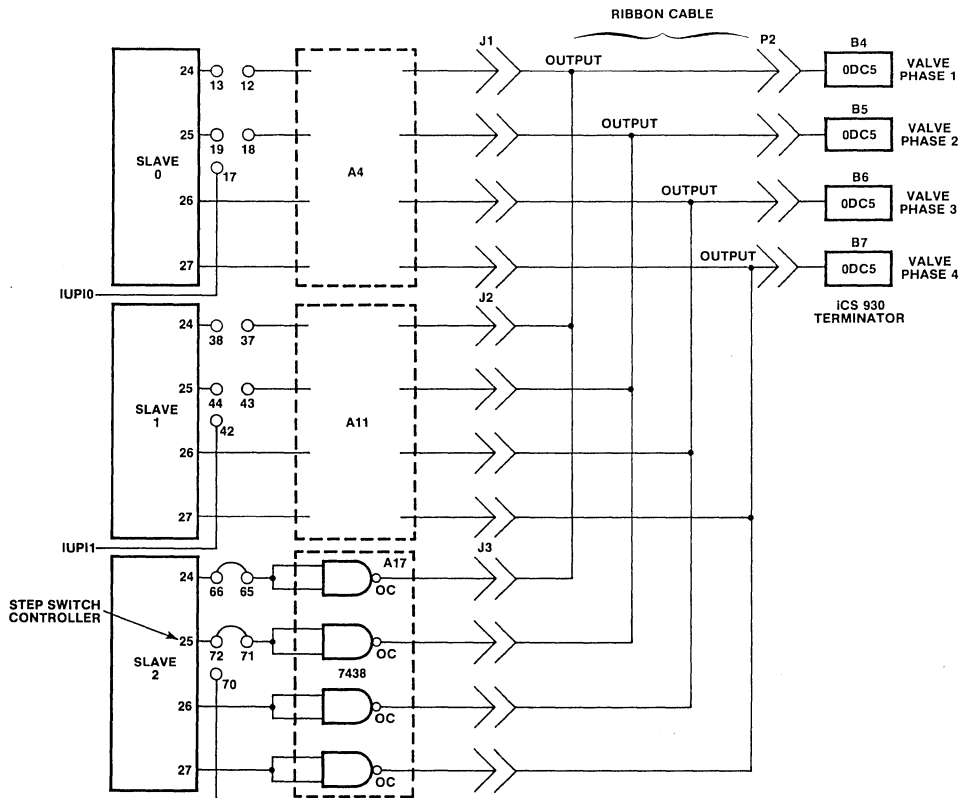 RIBBON CABLE
J1
P2
B4
24
13
12
OUTPUT
0DC5
VALVE
PHASE 1
25
19
18
OUTPUT
B5
0DC5
VALVE
PHASE 2
SLAVE
0
17
A4
26
OUTPUT
B6
0DC5
VALVE
PHASE 3
27
OUTPUT
B7
0DC5
VALVE
PHASE 4
IUPI0
J2
iCS 930
TERMINATOR
24
38
37
25
44
43
SLAVE
1
42
A11
26
27
IUPI1
J3
A17
24
66
65
OC
STEP SWITCH
CONTROLLER
25
72
71
OC
SLAVE
2
70
7438
26
OC
27
OC